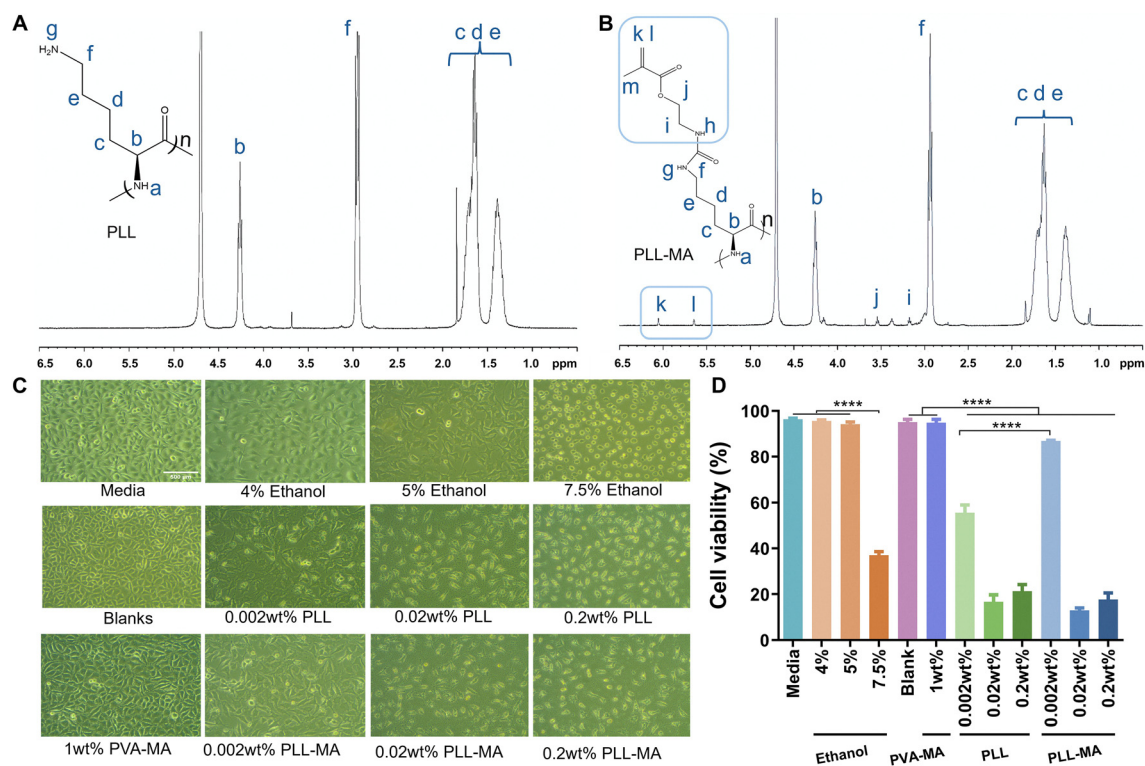 A
g
H₂N
f
e
d
c
b
O
n
NH
a
PLL
b
f
c d e
6.5 6.0 5.5 5.0 4.5 4.0 3.5 3.0 2.5 2.0 1.5 1.0 ppm
B
k l
m
O
O
j
i
NH
h
O
g
NH
f
e
d
c
b
O
n
NH
a
PLL-MA
k
l
b
j
i
f
c d e
6.5 6.0 5.5 5.0 4.5 4.0 3.5 3.0 2.5 2.0 1.5 1.0 ppm
C
Media
4% Ethanol
5% Ethanol
7.5% Ethanol
Blanks
0.002wt% PLL
0.02wt% PLL
0.2wt% PLL
1wt% PVA-MA
0.002wt% PLL-MA
0.02wt% PLL-MA
0.2wt% PLL-MA
D
Cell viability (%)
100
80
60
40
20
0
****
****
****
Media
4%
5%
7.5%
Blank
1wt%
0.002wt%
0.02wt%
0.2wt%
0.002wt%
0.02wt%
0.2wt%
Ethanol
PVA-MA
PLL
PLL-MA